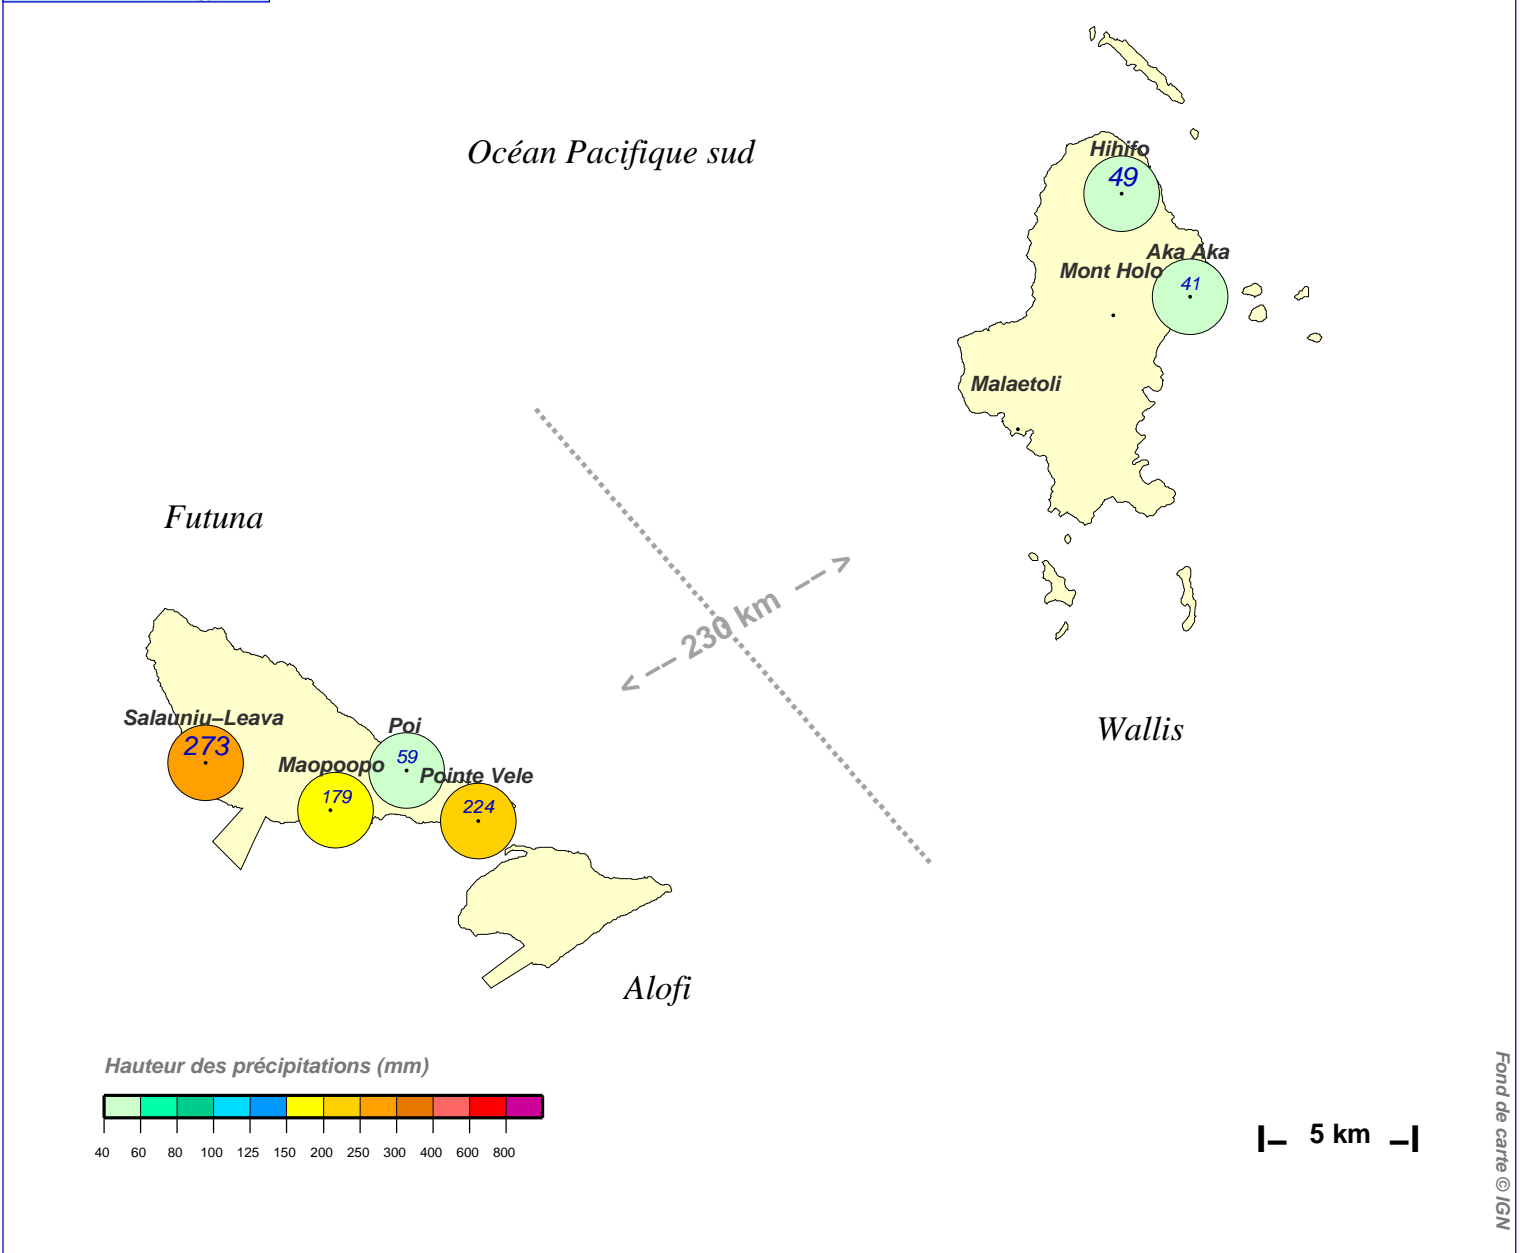 Océan Pacifique sud
Hihifo
49
Aka Aka
Mont Holo
41
Malaetoli
Futuna
230 km
Salauniu–Leava
273
Poi
59
Wallis
Maopoopo
179
Pointe Vele
224
Alofi
Hauteur des précipitations (mm)
40 60 80 100 125 150 200 250 300 400 600 800
5 km
Fond de carte © IGN